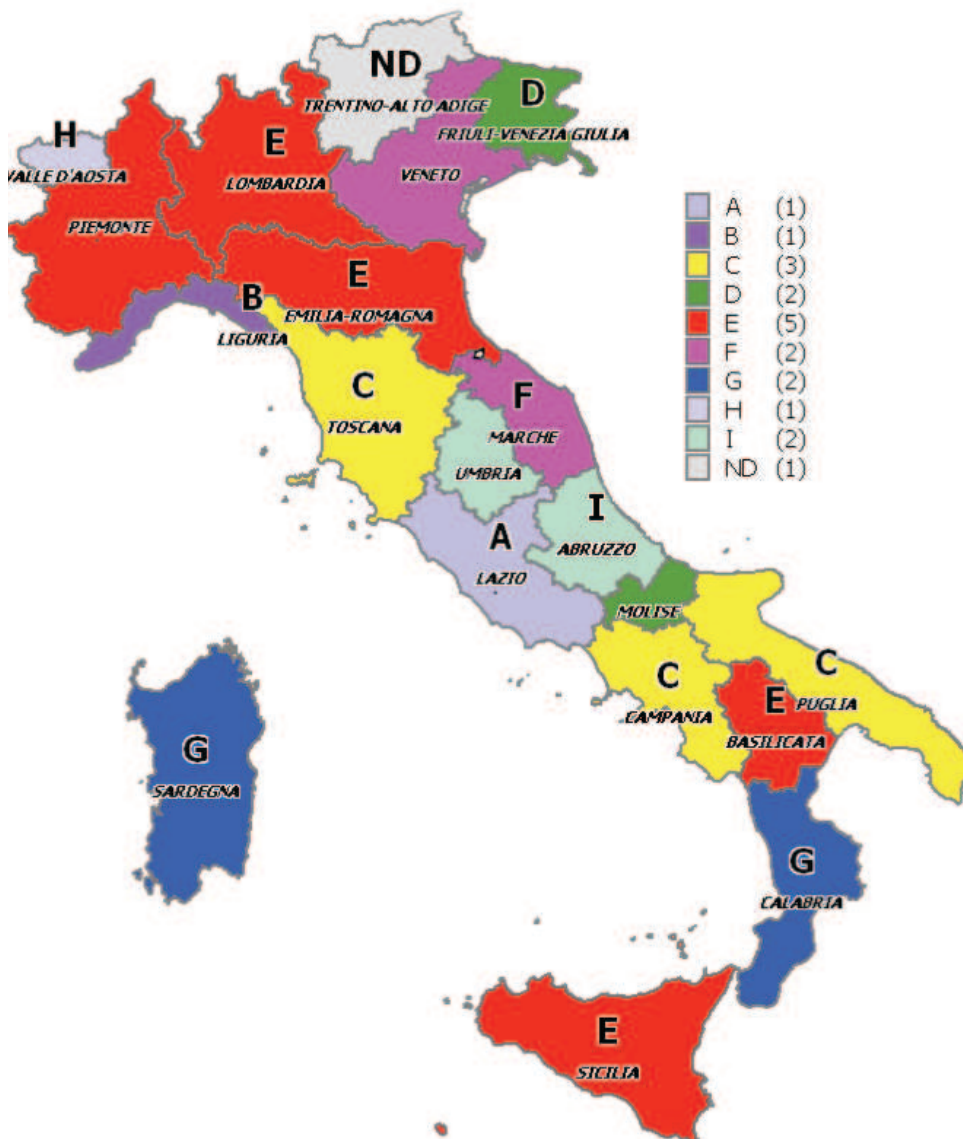 ND
TRENTINO-ALTO ADIGE
D
FRIULI-VENEZIA GIULIA
H
VALLE D'AOSTA
E
LOMBARDIA
VENETO
PIEMONTE
E
EMILIA-ROMAGNA
B
LIGURIA
C
TOSCANA
F
MARCHE
UMBRIA
I
ABRUZZO
A
LAZIO
MOLISE
C
CAMPANIA
C
PUGLIA
E
BASILICATA
G
SARDEGNA
G
CALABRIA
E
SICILIA
A (1)
B (1)
C (3)
D (2)
E (5)
F (2)
G (2)
H (1)
I (2)
ND (1)